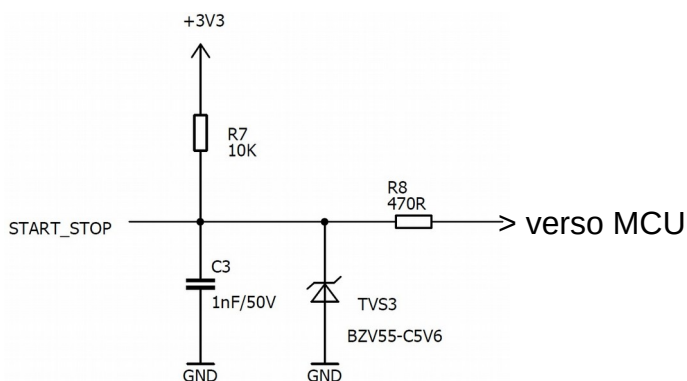 +3V3
R7
10K
R8
470R
START_STOP
> verso MCU
C3
1nF/50V
TVS3
BZV55-C5V6
GND
GND